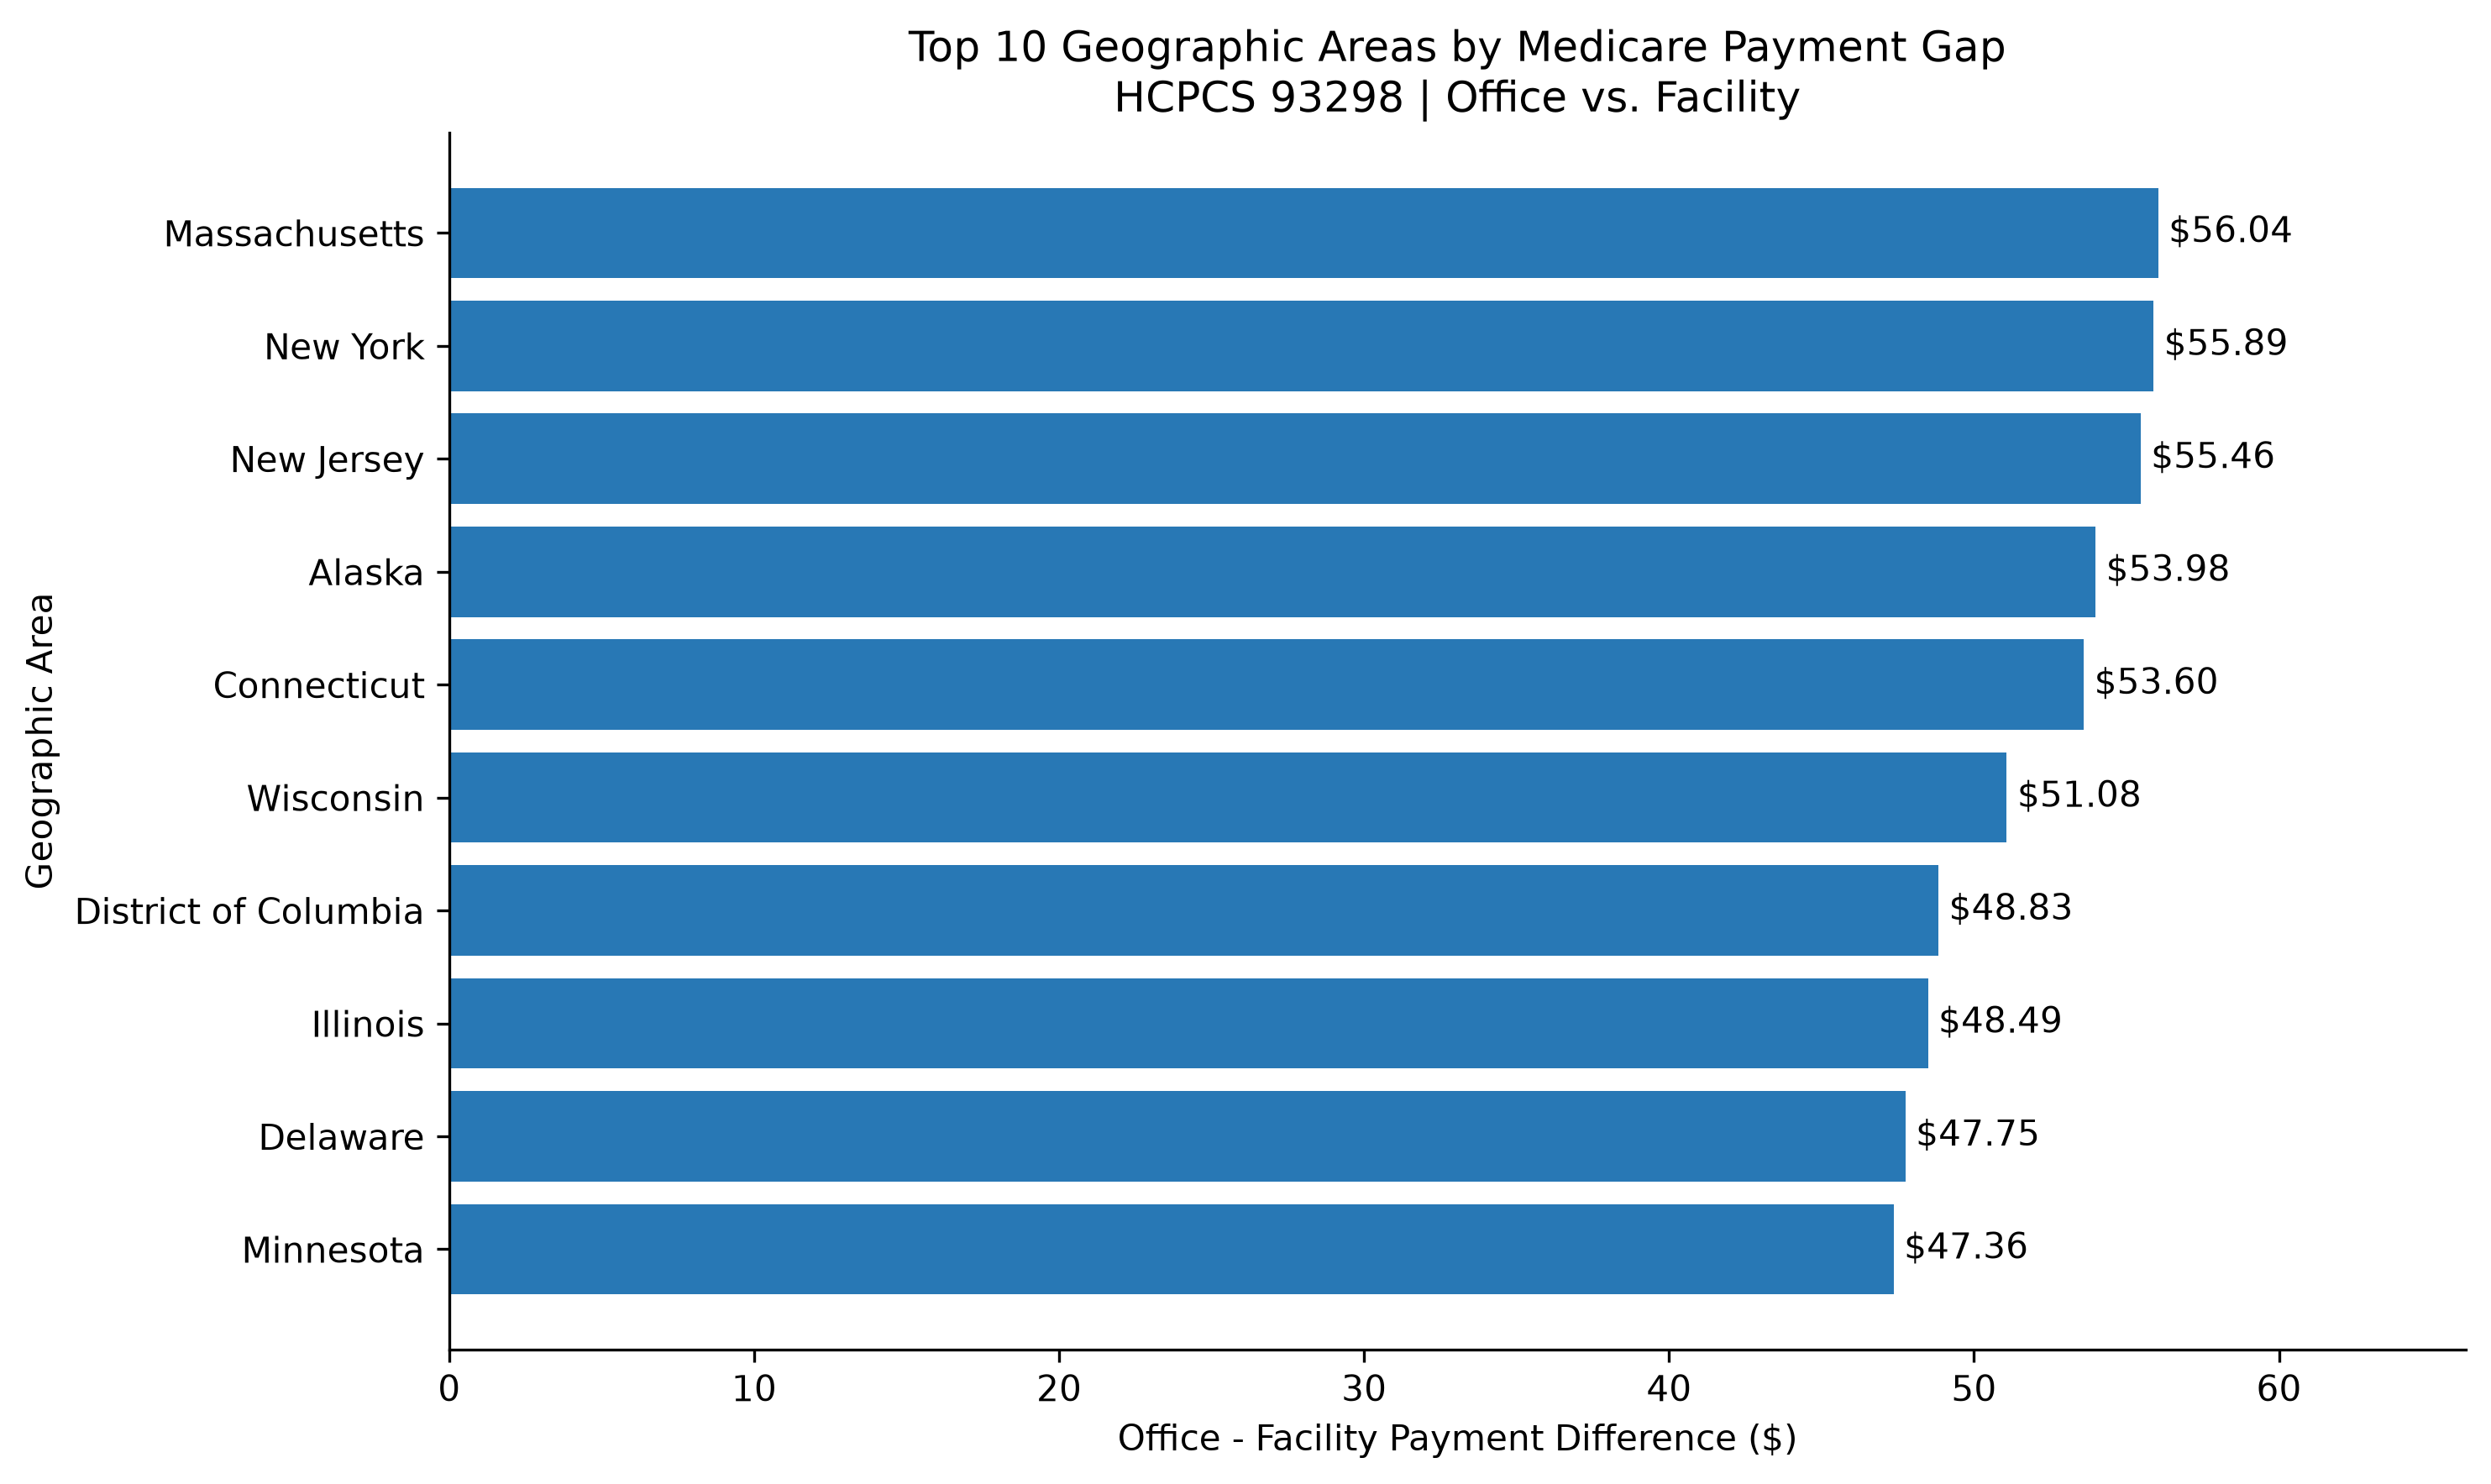 Top 10 Geographic Areas by Medicare Payment Gap
HCPCS 93298 | Office vs. Facility
Geographic Area
Massachusetts $56.04
New York $55.89
New Jersey $55.46
Alaska $53.98
Connecticut $53.60
Wisconsin $51.08
District of Columbia $48.83
Illinois $48.49
Delaware $47.75
Minnesota $47.36
0 10 20 30 40 50 60
Office - Facility Payment Difference ($)